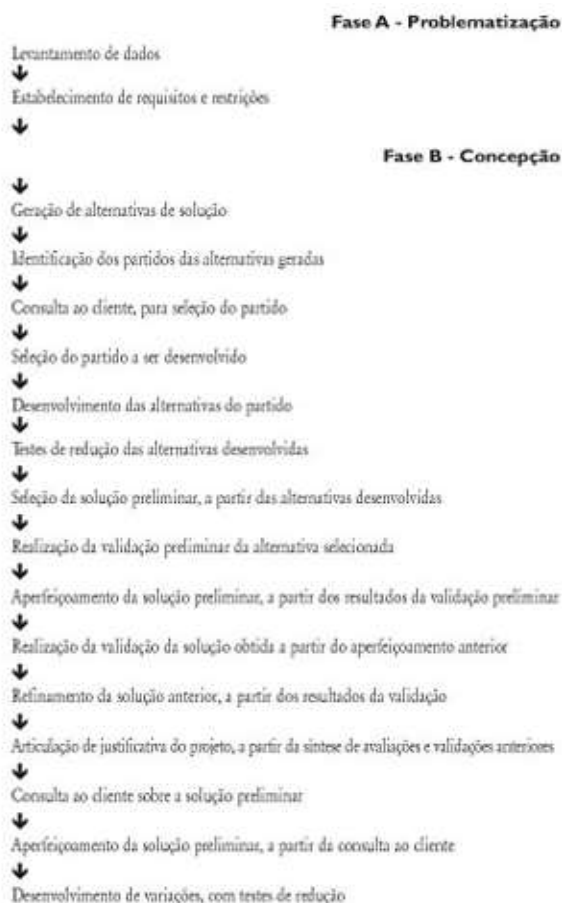 Fase A - Problematização
Levantamento de dados
Estabelecimento de requisitos e restrições
Fase B - Concepção
Geração de alternativas de solução
Identificação dos partidos das alternativas geradas
Consulta ao cliente, para seleção do partido
Seleção do partido a ser desenvolvido
Desenvolvimento das alternativas do partido
Testes de redução das alternativas desenvolvidas
Seleção da solução preliminar, a partir das alternativas desenvolvidas
Realização da validação preliminar da alternativa selecionada
Aperfeiçoamento da solução preliminar, a partir dos resultados da validação preliminar
Realização da validação da solução obtida a partir do aperfeiçoamento anterior
Refinamento da solução anterior, a partir dos resultados da validação
Articulação de justificativa do projeto, a partir da síntese de avaliações e validações anteriores
Consulta ao cliente sobre a solução preliminar
Aperfeiçoamento da solução preliminar, a partir da consulta ao cliente
Desenvolvimento de variações, com testes de redução